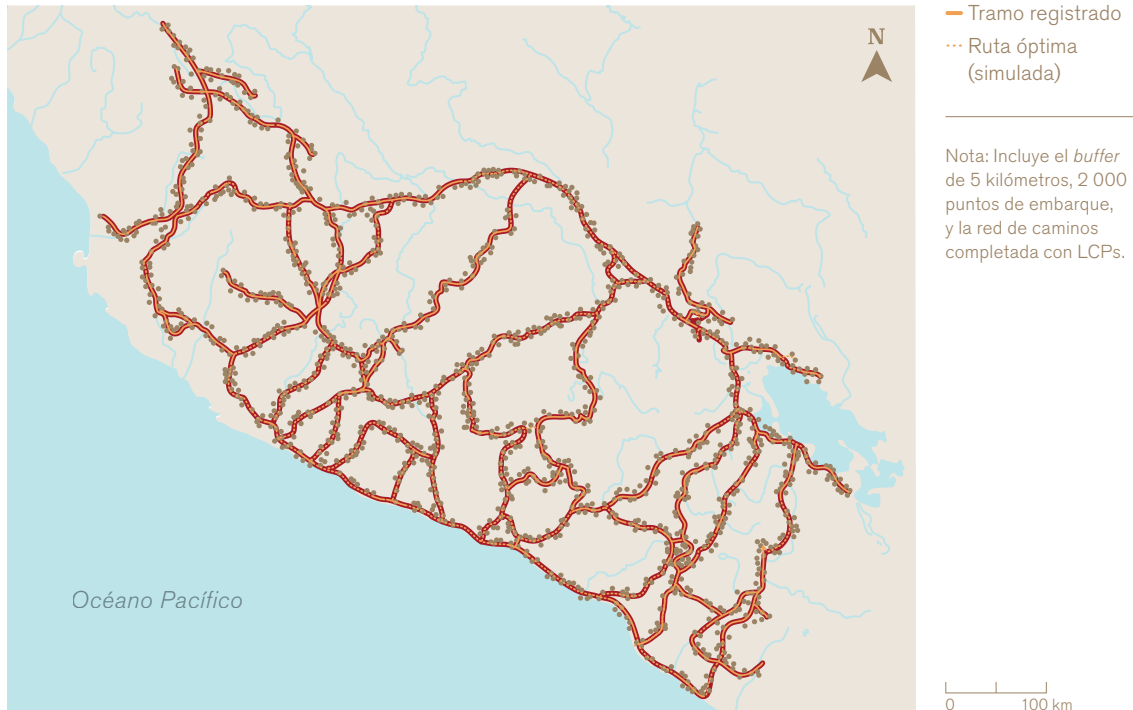 N
Tramo registrado
Ruta óptima
(simulada)
Nota: Incluye el buffer
de 5 kilómetros, 2 000
puntos de embarque,
y la red de caminos
completada con LCPs.
Océano Pacífico
0 100 km